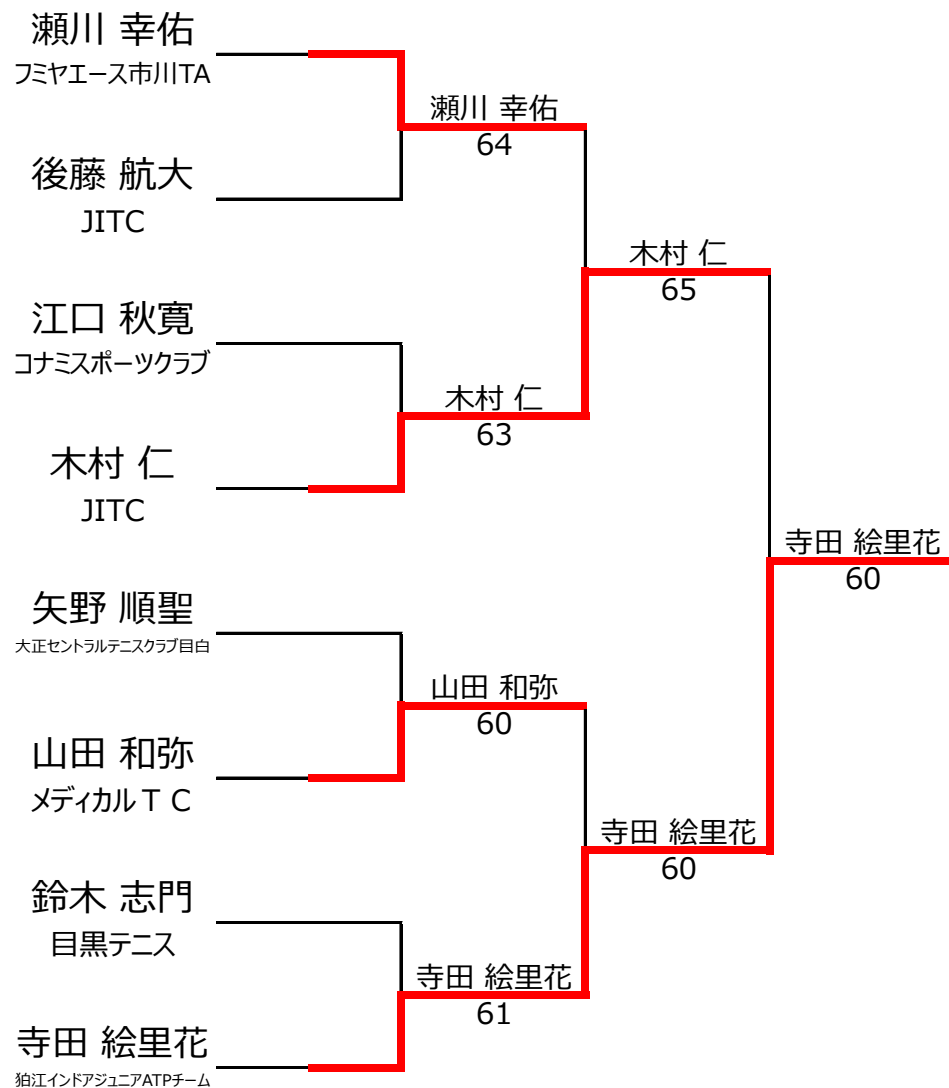 瀬川 幸佑
フミヤエース市川TA
瀬川 幸佑
64
後藤 航大
JITC
木村 仁
65
江口 秋寛
コナミスポーツクラブ
木村 仁
63
木村 仁
JITC
寺田 絵里花
60
矢野 順聖
大正セントラルテニスクラブ目白
山田 和弥
60
山田 和弥
メディカルＴＣ
寺田 絵里花
60
鈴木 志門
目黒テニス
寺田 絵里花
61
寺田 絵里花
狛江インドアジュニアATPチーム